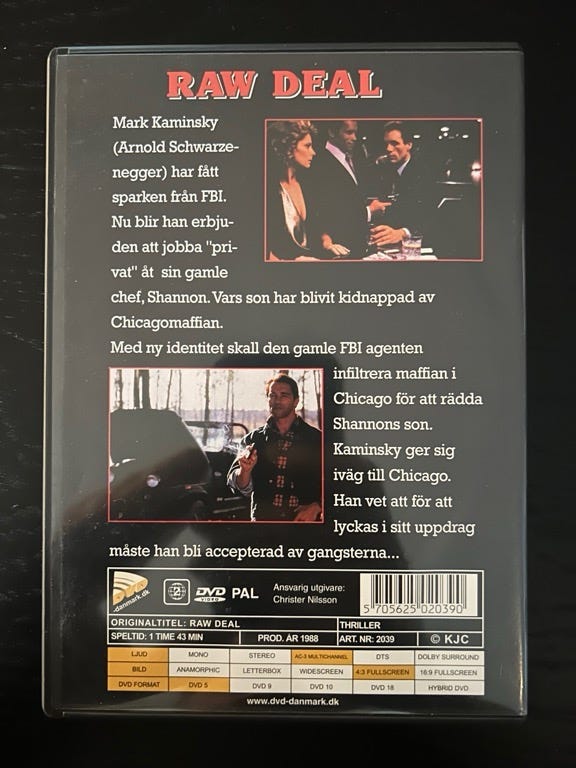 RAW DEAL
Mark Kaminsky
(Arnold Schwarze-
negger) har fått
sparken från FBI.
Nu blir han erbju-
den att jobba "pri-
vat" åt sin gamle
chef, Shannon. Vars son har blivit kidnappad av
Chicagomaffian.
Med ny identitet skall den gamle FBI agenten
infiltrera maffian i
Chicago för att rädda
Shannons son.
Kaminsky ger sig
iväg till Chicago.
Han vet att för att
lyckas i sitt uppdrag
måste han bli accepterad av gangsterna...
DVD
-danmark.dk
2
DVD
VIDEO
PAL
Ansvarig utgivare:
Christer Nilsson
5 705625 020390
ORIGINALTITEL: RAW DEAL THRILLER
SPELTID: 1 TIME 43 MIN PROD. ÅR 1988 ART. NR: 2039 © KJC
LJUD MONO STEREO AC-3 MULTICHANNEL DTS DOLBY SURROUND
BILD ANAMORPHIC LETTERBOX WIDESCREEN 4:3 FULLSCREEN 16:9 FULLSCREEN
DVD FORMAT DVD 5 DVD 9 DVD 10 DVD 18 HYBRID DVD
www.dvd-danmark.dk